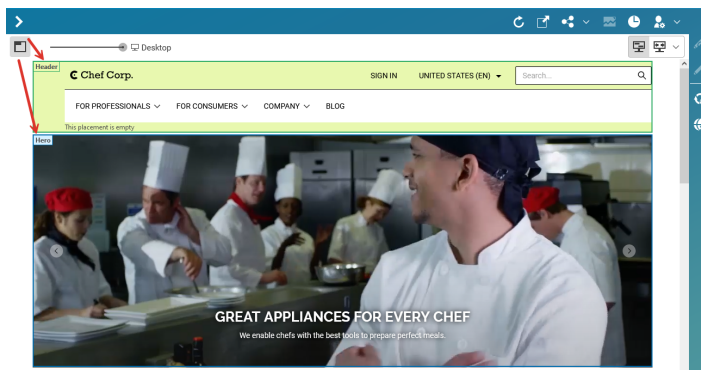 Desktop
Header
Chef Corp. SIGN IN UNITED STATES (EN) Search...
FOR PROFESSIONALS FOR CONSUMERS COMPANY BLOG
This placement is empty
Hero
GREAT APPLIANCES FOR EVERY CHEF
We enable chefs with the best tools to prepare perfect meals.